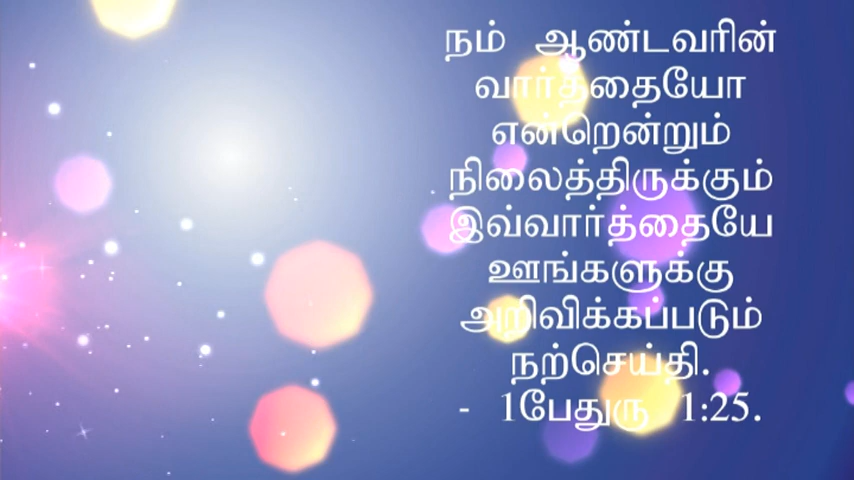 நம் ஆண்டவரின்
வார்த்தையோ
என்றென்றும்
நிலைத்திருக்கும்
இவ்வார்த்தையே
ஊங்களுக்கு
அறிவிக்கப்படும்
நற்செய்தி.
- 1பேதுரு 1:25.